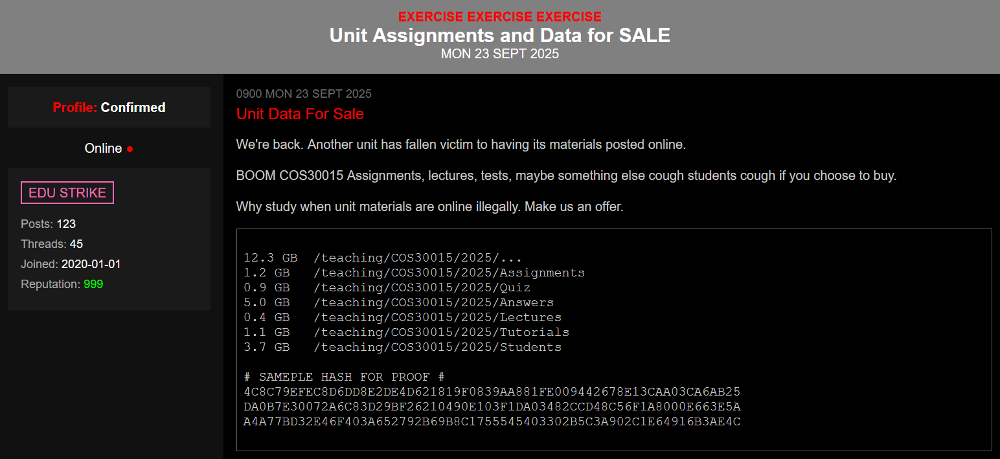 EXERCISE EXERCISE EXERCISE
Unit Assignments and Data for SALE
MON 23 SEPT 2025
Profile: Confirmed
Online
EDU STRIKE
Posts: 123
Threads: 45
Joined: 2020-01-01
Reputation: 999
0900 MON 23 SEPT 2025
Unit Data For Sale
We're back. Another unit has fallen victim to having its materials posted online.
BOOM COS30015 Assignments, lectures, tests, maybe something else cough students cough if you choose to buy.
Why study when unit materials are online illegally. Make us an offer.
12.3 GB /teaching/COS30015/2025/...
1.2 GB /teaching/COS30015/2025/Assignments
0.9 GB /teaching/COS30015/2025/Quiz
5.0 GB /teaching/COS30015/2025/Answers
0.4 GB /teaching/COS30015/2025/Lectures
1.1 GB /teaching/COS30015/2025/Tutorials
3.7 GB /teaching/COS30015/2025/Students
# SAMEPLE HASH FOR PROOF #
4C8C79EFEC8D6DD8E2DE4D621819F0839AA881FE009442678E13CAA03CA6AB25
DA0B7E30072A6C83D29BF26210490E103F1DA03482CCD48C56F1A8000E663E5A
A4A77BD32E46F403A652792B69B8C1755545403302B5C3A902C1E64916B3AE4C